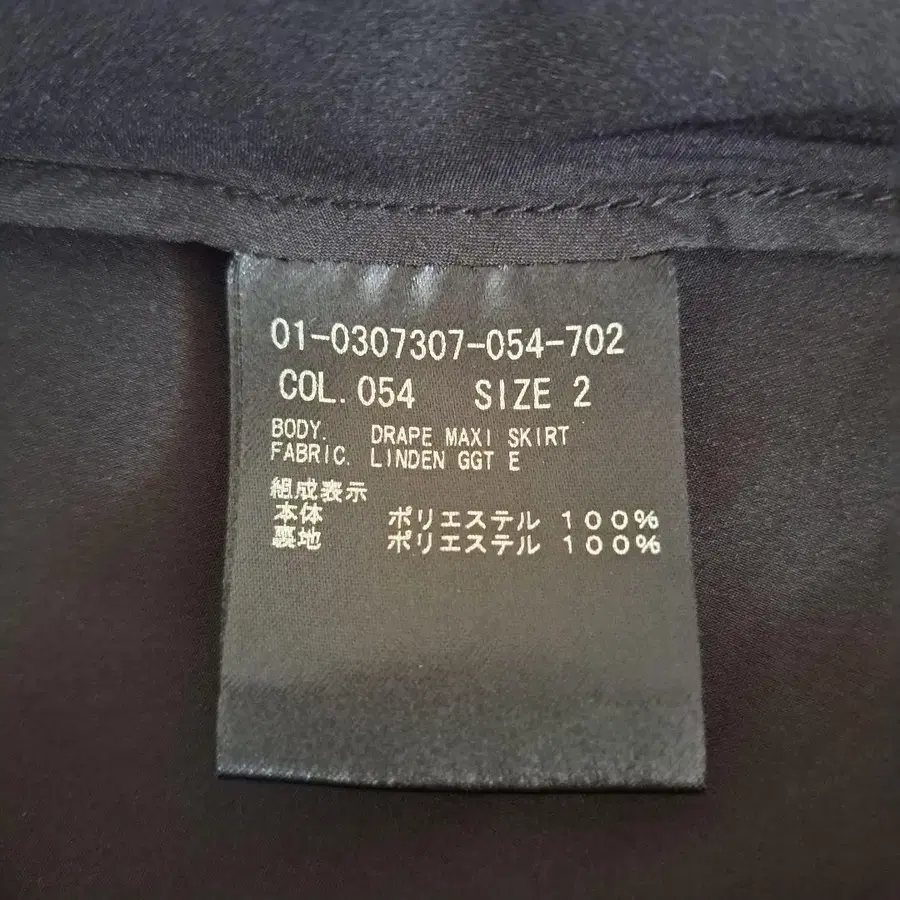 01-0307307-054-702
COL. 054 SIZE 2
BODY. DRAPE MAXI SKIRT
FABRIC. LINDEN GGT E
組成表示
本体 ポリエステル 100%
裏地 ポリエステル 100%